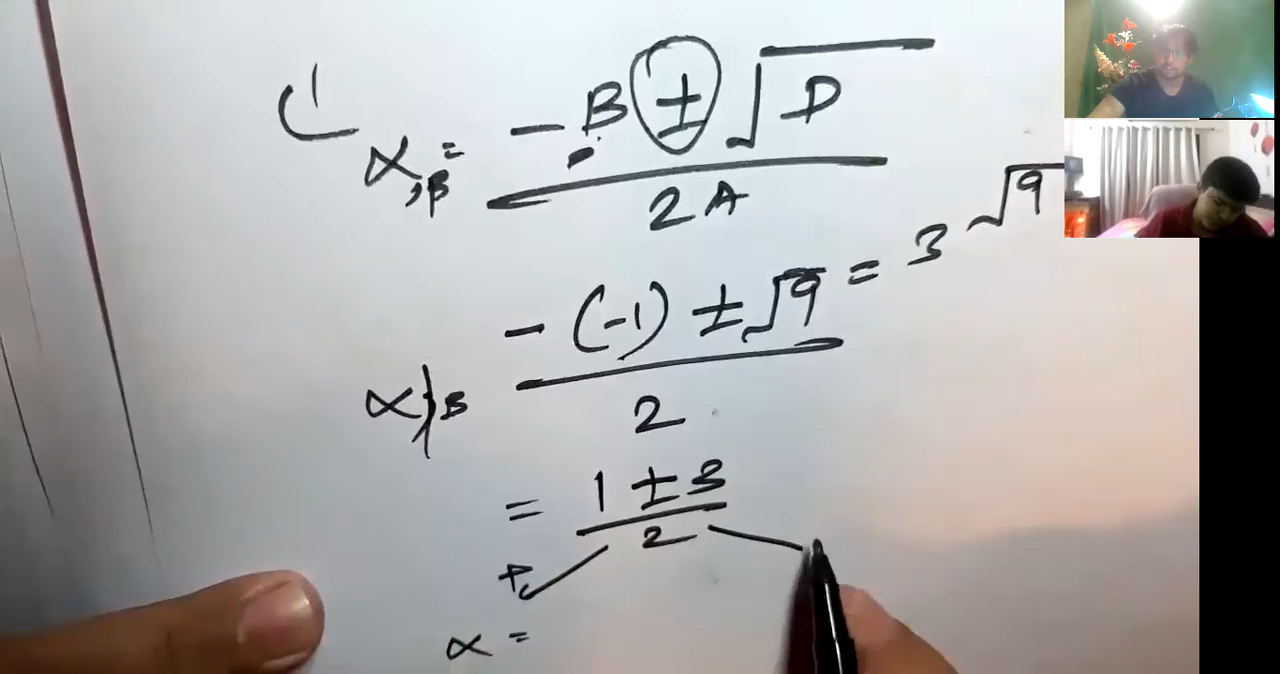 α,β = (-B ± √D) / 2A
√9
α,β (-(-1) ± √9) / 2 = 3
= (1 ± 3) / 2
+
α =